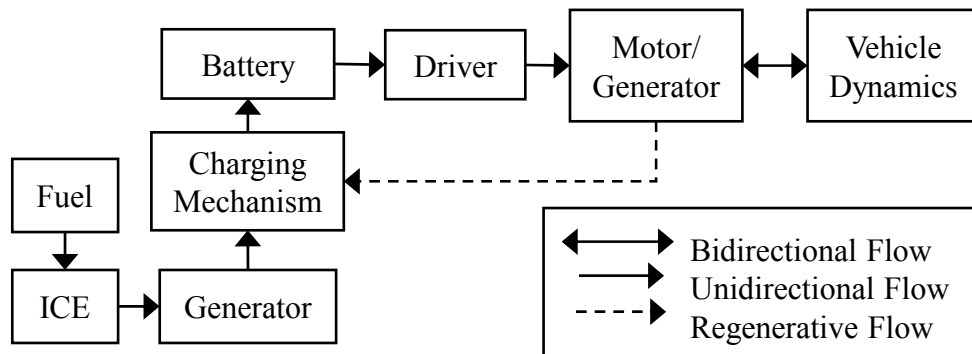 Battery
Driver
Motor/
Generator
Vehicle
Dynamics
Charging
Mechanism
Fuel
ICE
Generator
Bidirectional Flow
Unidirectional Flow
Regenerative Flow